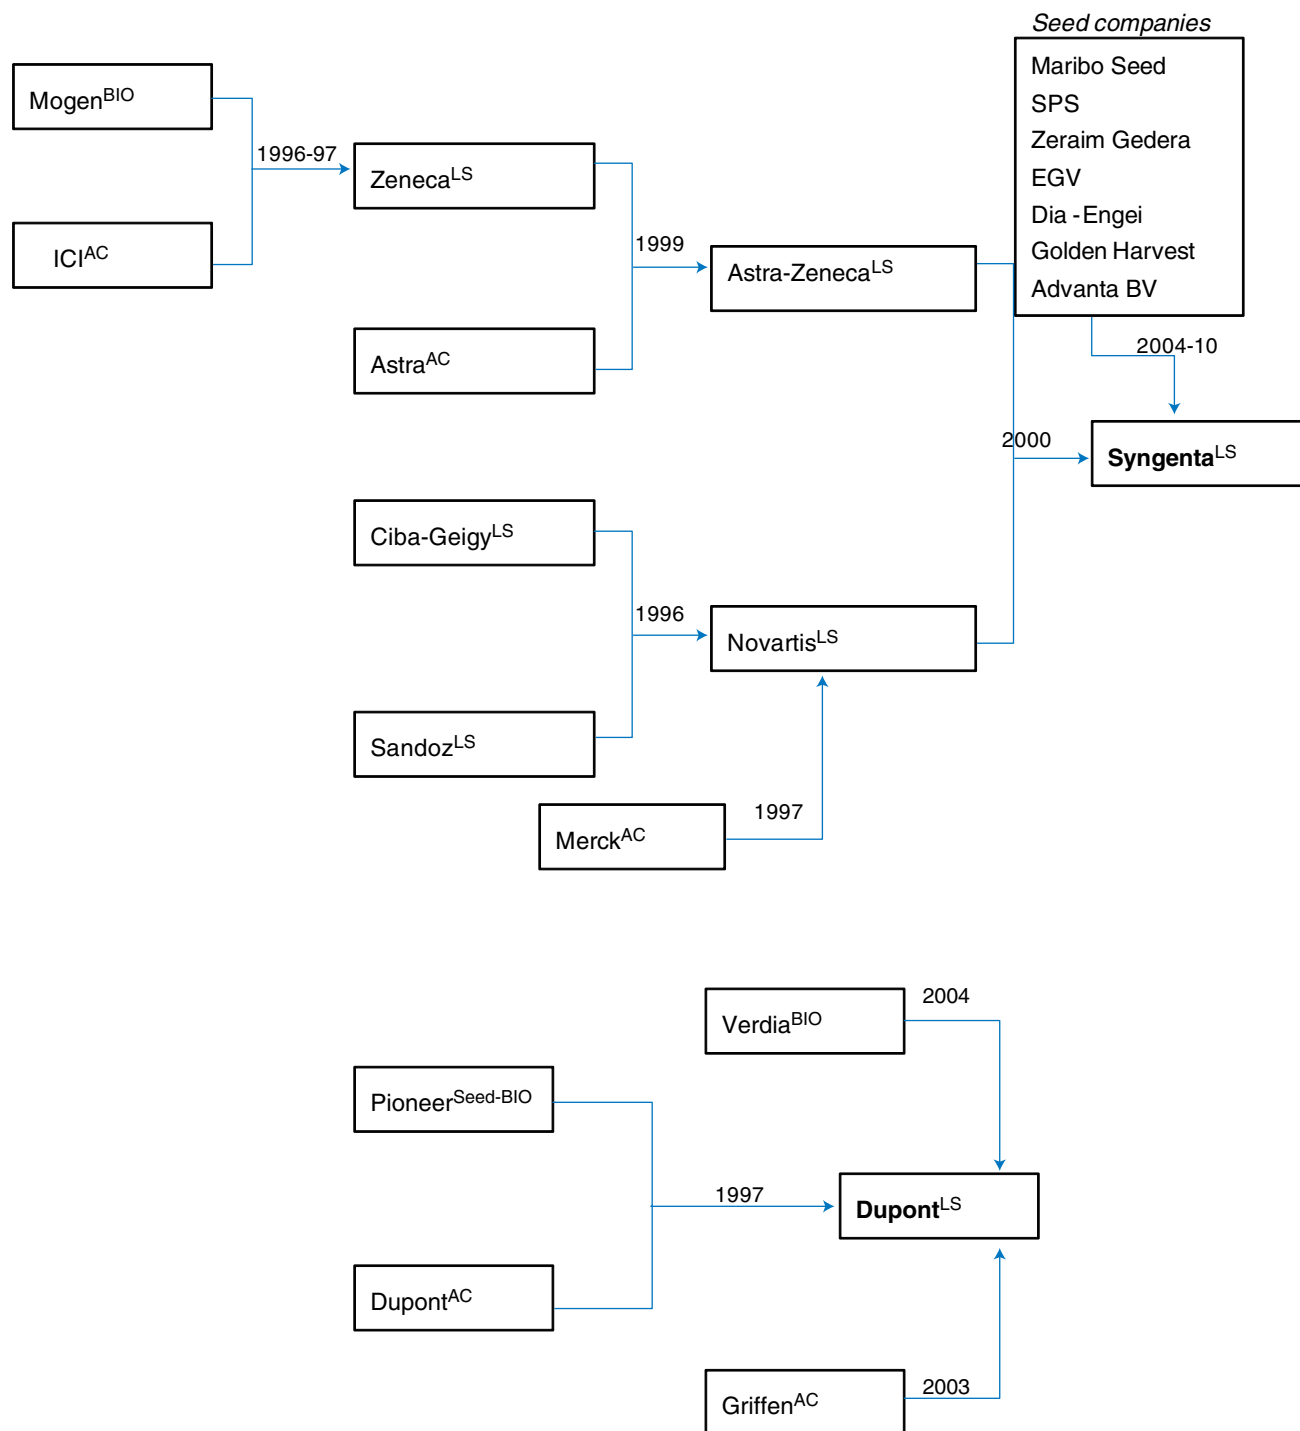 Seed companies
Maribo Seed
SPS
Zeraim Gedera
EGV
Dia - Engei
Golden Harvest
Advanta BV
MogenBIO
1996-97
ZenecaLS
ICIAC
1999
Astra-ZenecaLS
AstraAC
2004-10
2000
SyngentaLS
Ciba-GeigyLS
1996
NovartisLS
SandozLS
1997
MerckAC
2004
VerdiaBIO
PioneerSeed-BIO
1997
DupontLS
DupontAC
2003
GriffenAC